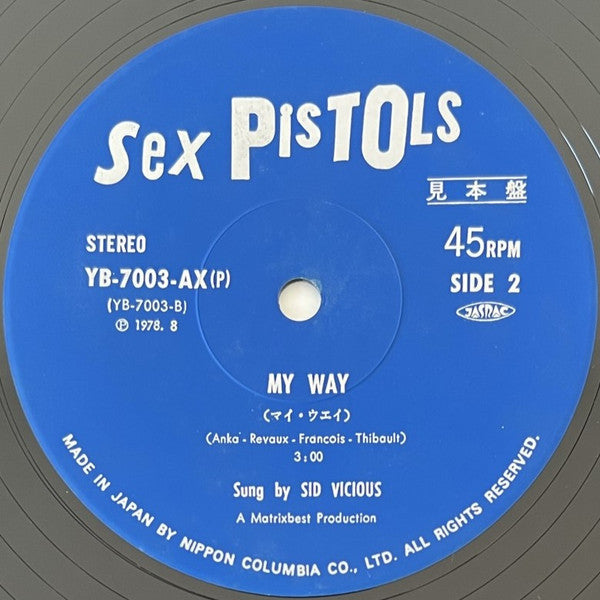 Sex PiSTOLs
見本盤
STEREO
45RPM
YB-7003-AX(P)
SIDE 2
(YB-7003-B)
JASRAC
Ⓟ 1978. 8
MY WAY
(マイ・ウエイ)
(Anka - Revaux - Francois - Thibault)
3:00
Sung by SID VICIOUS
A Matrixbest Production
MADE IN JAPAN BY NIPPON COLUMBIA CO., LTD. ALL RIGHTS RESERVED.